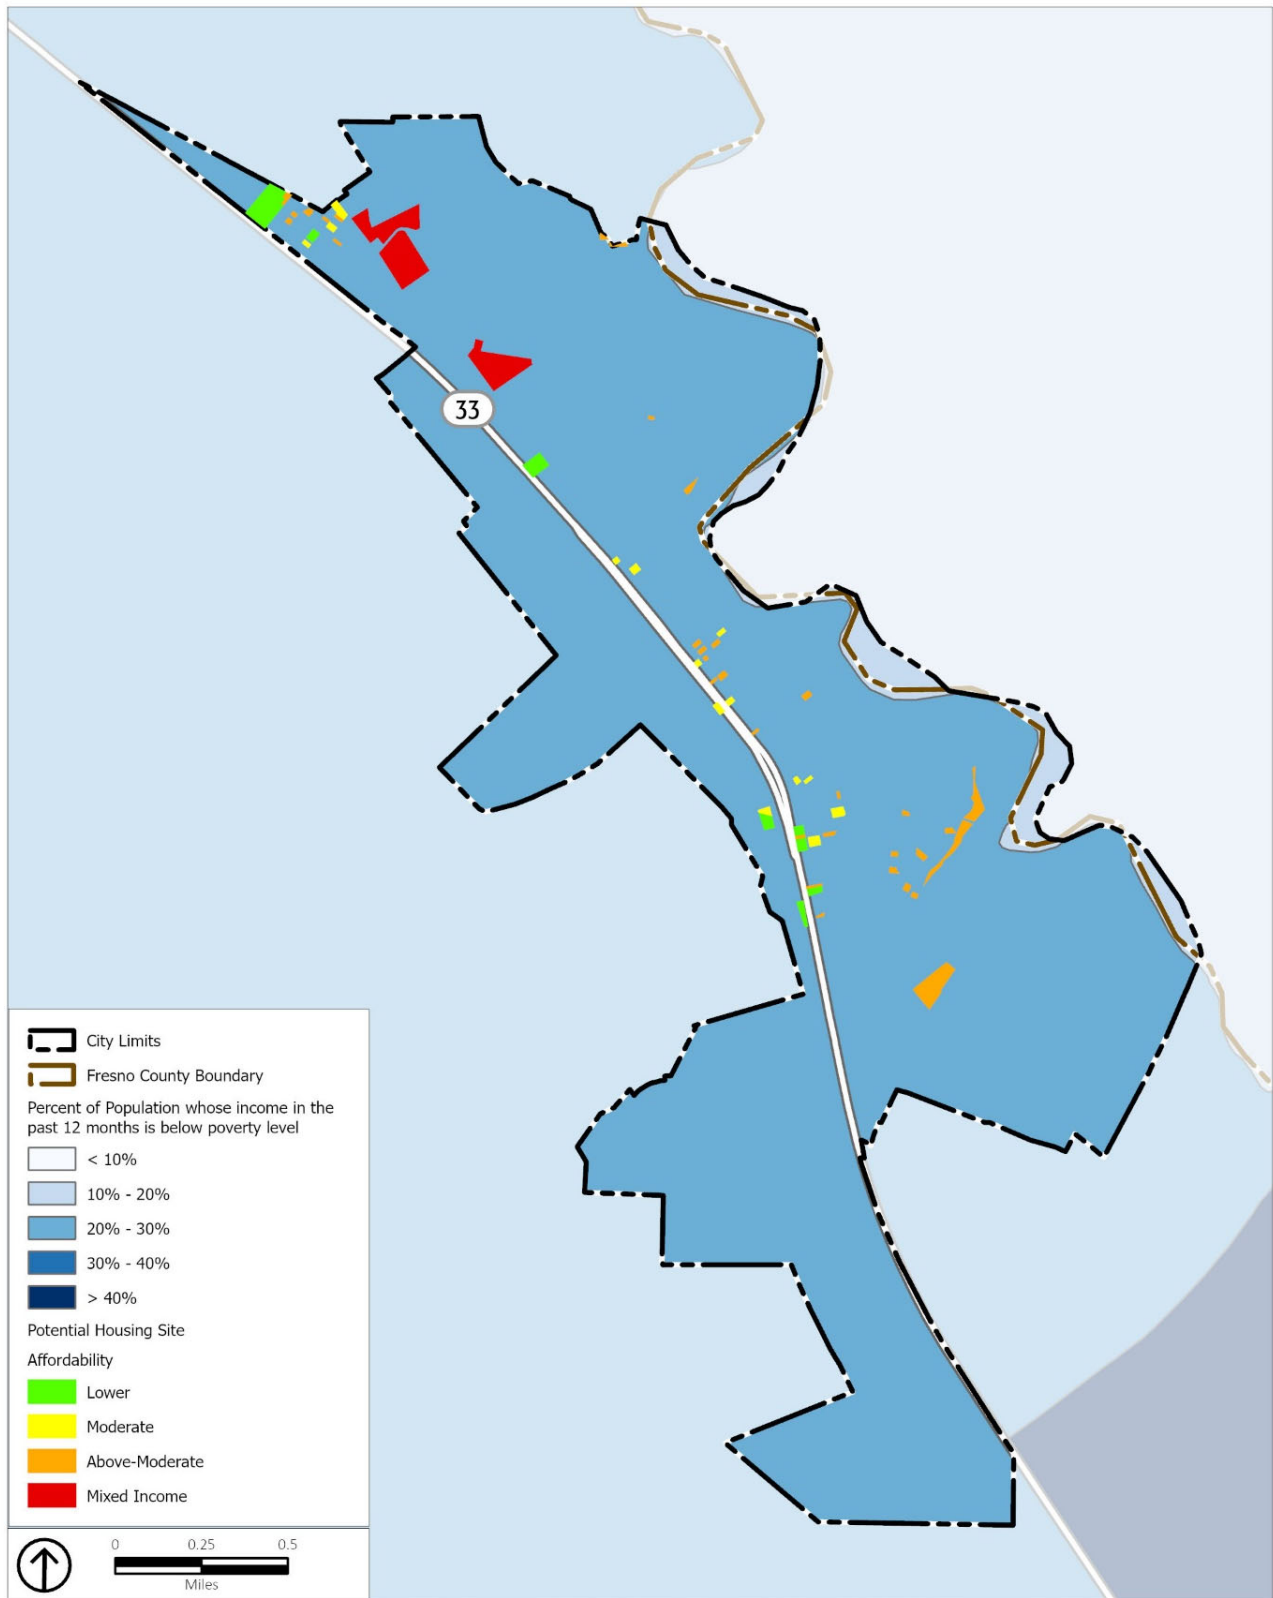 33
City Limits
Fresno County Boundary
Percent of Population whose income in the
past 12 months is below poverty level
< 10%
10% - 20%
20% - 30%
30% - 40%
> 40%
Potential Housing Site
Affordability
Lower
Moderate
Above-Moderate
Mixed Income
0 0.25 0.5
Miles